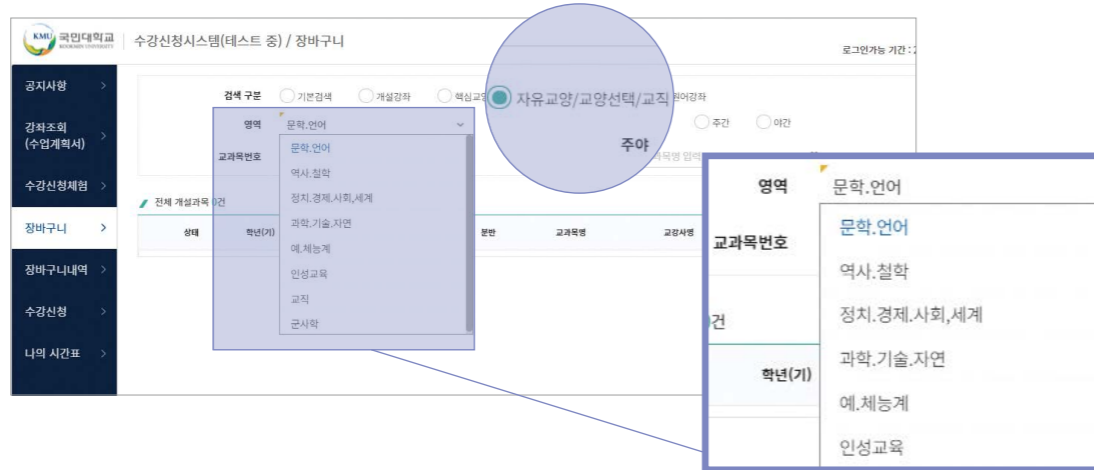 KMU 국민대학교
KOOKMIN UNIVERSITY
수강신청시스템(테스트 중) / 장바구니
로그인가능 기간 :
공지사항
강좌조회
(수업계획서)
수강신청체험
장바구니
장바구니내역
수강신청
나의 시간표
검색 구분 기본검색 개설강좌 핵심교양 자유교양/교양선택/교직 원어강좌
영역 문학.언어 주야 주간 야간
교과목번호
문학.언어
역사.철학
정치.경제.사회,세계
과학.기술.자연
예.체능계
인성교육
교직
군사학
전체 개설과목 0건
상태 학년(기) 분반 교과목명 교강사명
영역 문학.언어
교과목번호
건
학년(기)
문학.언어
역사.철학
정치.경제.사회,세계
과학.기술.자연
예.체능계
인성교육